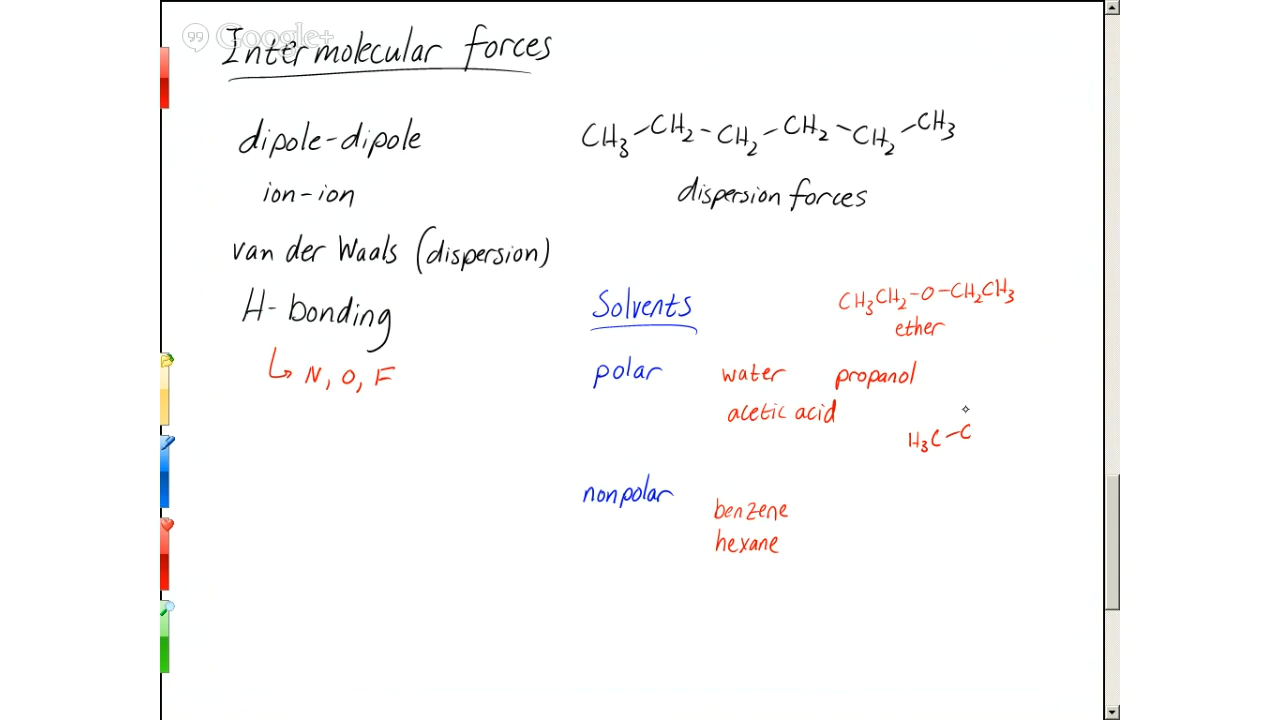 Intermolecular forces
Google+
dipole-dipole
ion-ion
van der Waals (dispersion)
H-bonding
↳ N, O, F
CH3-CH2-CH2-CH2-CH2-CH3
dispersion forces
Solvents
CH3CH2-O-CH2CH3
ether
polar
water propanol
acetic acid
H3C-C
nonpolar
benzene
hexane